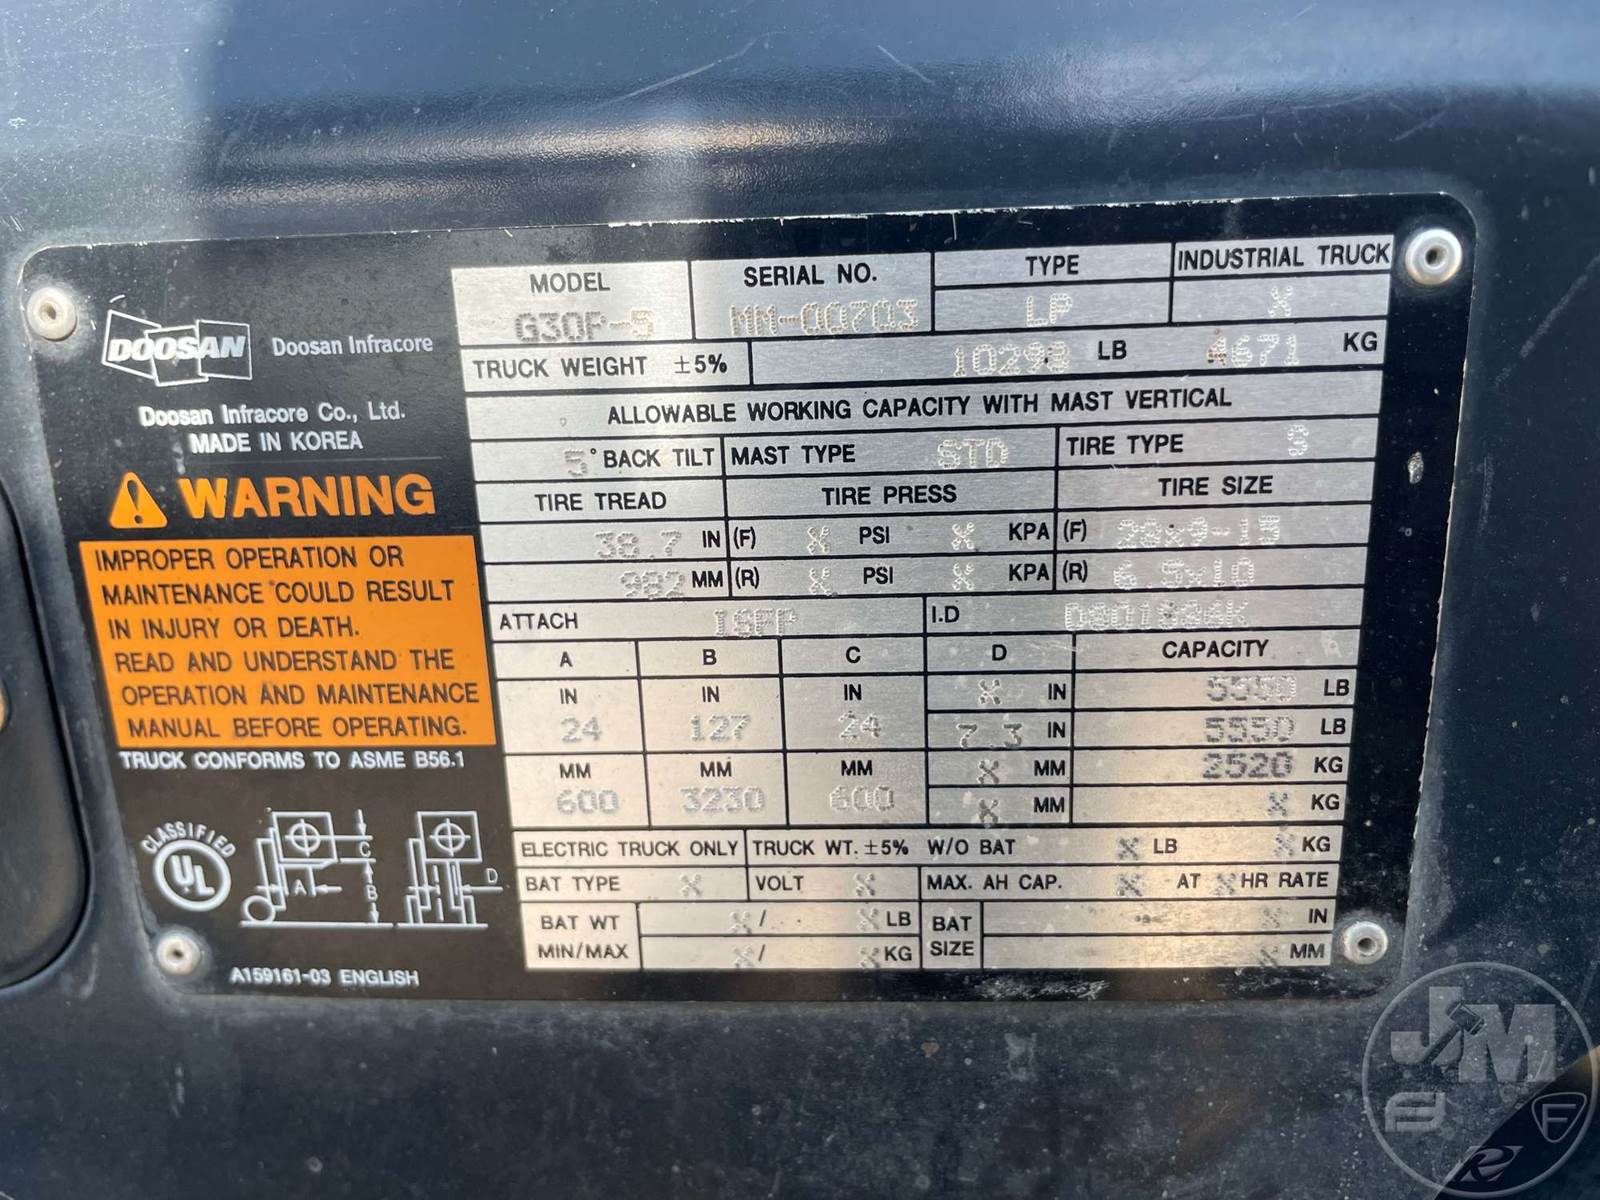 DOOSAN Doosan Infracore
Doosan Infracore Co., Ltd.
MADE IN KOREA
WARNING
IMPROPER OPERATION OR
MAINTENANCE COULD RESULT
IN INJURY OR DEATH.
READ AND UNDERSTAND THE
OPERATION AND MAINTENANCE
MANUAL BEFORE OPERATING.
TRUCK CONFORMS TO ASME B56.1
CLASSIFIED
UL
A B C D
A159161-03 ENGLISH
MODEL SERIAL NO. TYPE INDUSTRIAL TRUCK
G30P-5 MM-00703 LP X
TRUCK WEIGHT ±5% 10298 LB 4671 KG
ALLOWABLE WORKING CAPACITY WITH MAST VERTICAL
5° BACK TILT MAST TYPE STD TIRE TYPE S
TIRE TREAD TIRE PRESS TIRE SIZE
38.7 IN (F) X PSI X KPA (F) 28x9-15
982 MM (R) X PSI X KPA (R) 6.5x10
ATTACH ISFP I.D
A B C D CAPACITY
IN IN IN X IN 5550 LB
24 127 24 7.3 IN 5550 LB
MM MM MM X MM 2520 KG
600 3230 600 X MM X KG
ELECTRIC TRUCK ONLY TRUCK WT. ±5% W/O BAT X LB X KG
BAT TYPE X VOLT X MAX. AH CAP. X AT X HR RATE
BAT WT X / X LB BAT X IN
MIN/MAX X / X KG SIZE X MM
JM
F